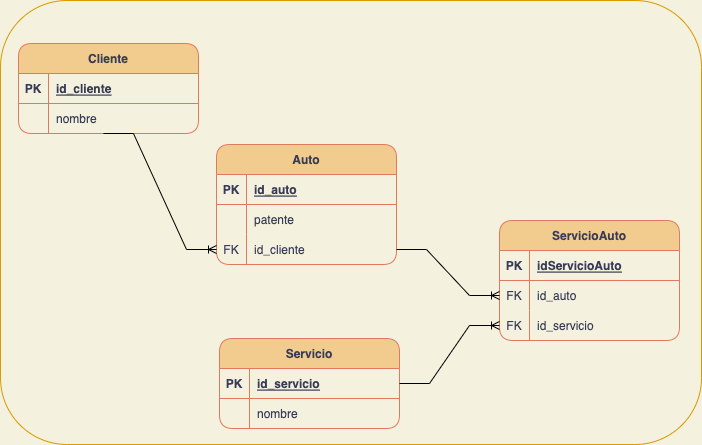 Cliente
PK id_cliente
nombre
Auto
PK id_auto
patente
FK id_cliente
ServicioAuto
PK idServicioAuto
FK id_auto
FK id_servicio
Servicio
PK id_servicio
nombre